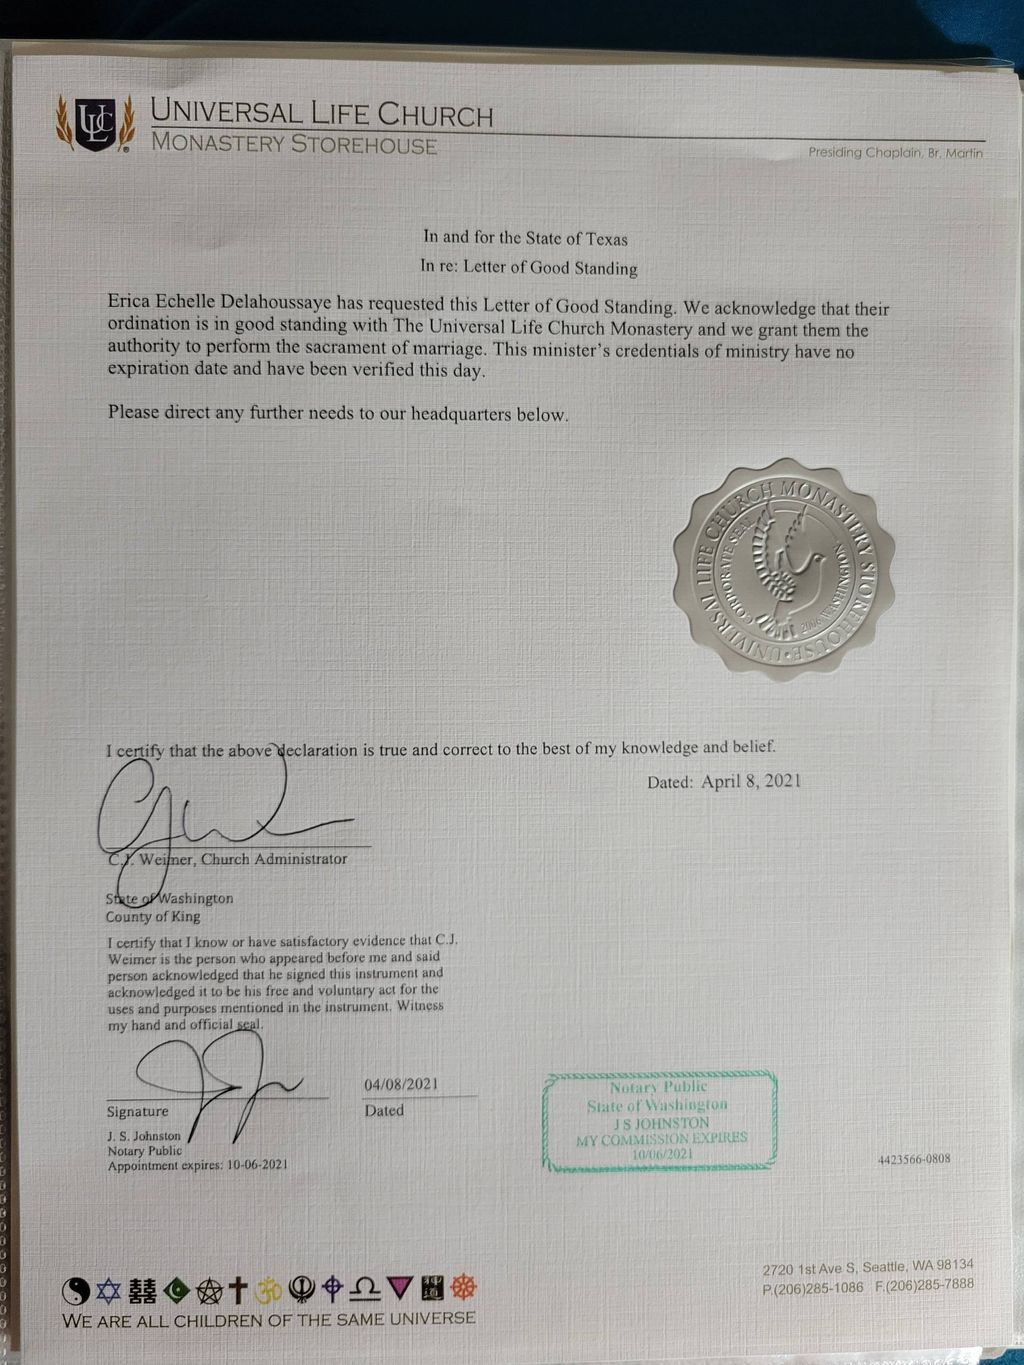 ULC
UNIVERSAL LIFE CHURCH
MONASTERY STOREHOUSE
Presiding Chaplain, Br. Martin
In and for the State of Texas
In re: Letter of Good Standing
Erica Echelle Delahoussaye has requested this Letter of Good Standing. We acknowledge that their
ordination is in good standing with The Universal Life Church Monastery and we grant them the
authority to perform the sacrament of marriage. This minister's credentials of ministry have no
expiration date and have been verified this day.
Please direct any further needs to our headquarters below.
UNIVERSAL LIFE CHURCH MONASTERY STOREHOUSE
CORPORATE SEAL
2006 WASHINGTON
I certify that the above declaration is true and correct to the best of my knowledge and belief.
Dated: April 8, 2021
C.J. Weimer, Church Administrator
State of Washington
County of King
I certify that I know or have satisfactory evidence that C.J.
Weimer is the person who appeared before me and said
person acknowledged that he signed this instrument and
acknowledged it to be his free and voluntary act for the
uses and purposes mentioned in the instrument. Witness
my hand and official seal.
04/08/2021
Signature
Dated
J. S. Johnston
Notary Public
Appointment expires: 10-06-2021
Notary Public
State of Washington
J S JOHNSTON
MY COMMISSION EXPIRES
10/06/2021
4423566-0808
2720 1st Ave S, Seattle, WA 98134
P.(206)285-1086 F.(206)285-7888
WE ARE ALL CHILDREN OF THE SAME UNIVERSE